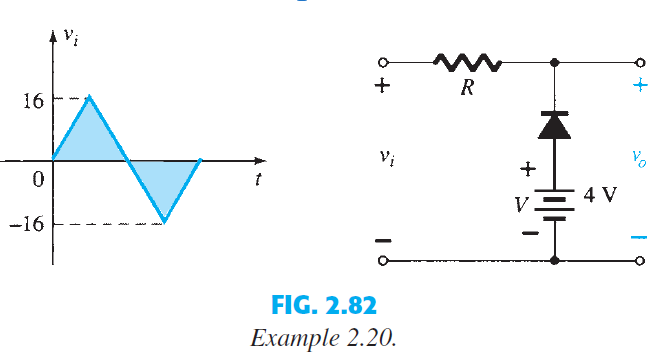 vi
16
0
t
−16
+
R
+
+
vi
+
vo
V
4 V
−
−
−
FIG. 2.82
Example 2.20.